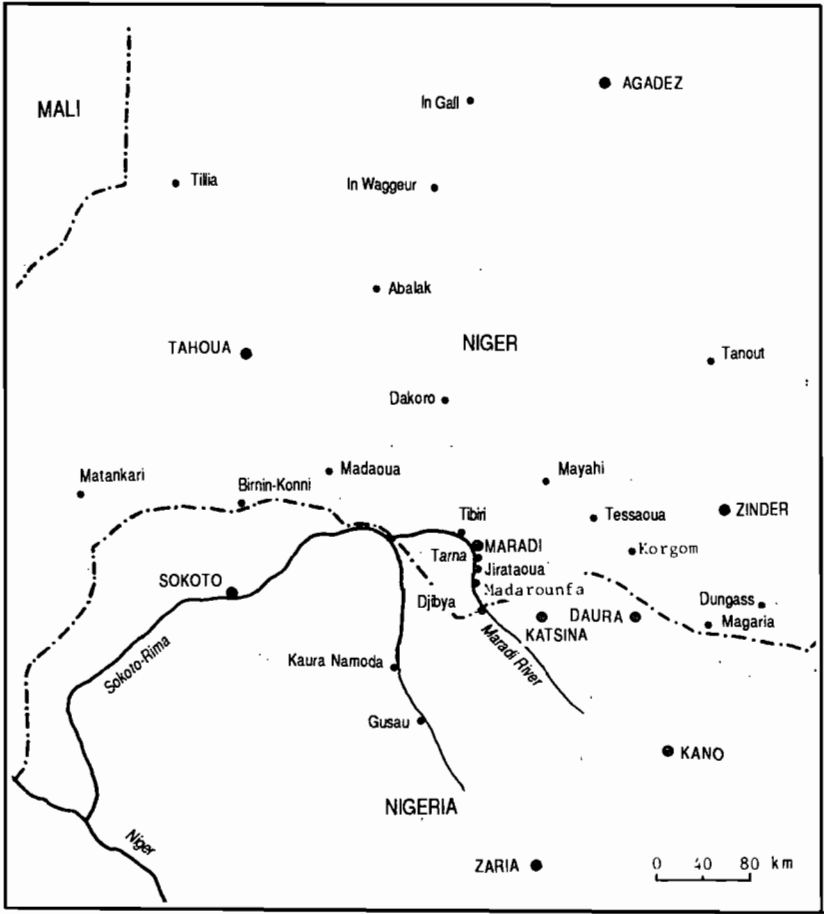 AGADEZ
In Gall
MALI
Tillia
In Waggeur
Abalak
NIGER
TAHOUA
Tanout
Dakoro
Madaoua
Mayahi
Matankari
Birnin-Konni
Tibiri
Tessaoua
ZINDER
MARADI
Tarna
Korgom
Jirataoua
SOKOTO
Madarounfa
Djibya
Dungass
DAURA
Magaria
KATSINA
Maradi River
Sokoto-Rima
Kaura Namoda
Gusau
KANO
NIGERIA
Niger
ZARIA
0 40 80 km